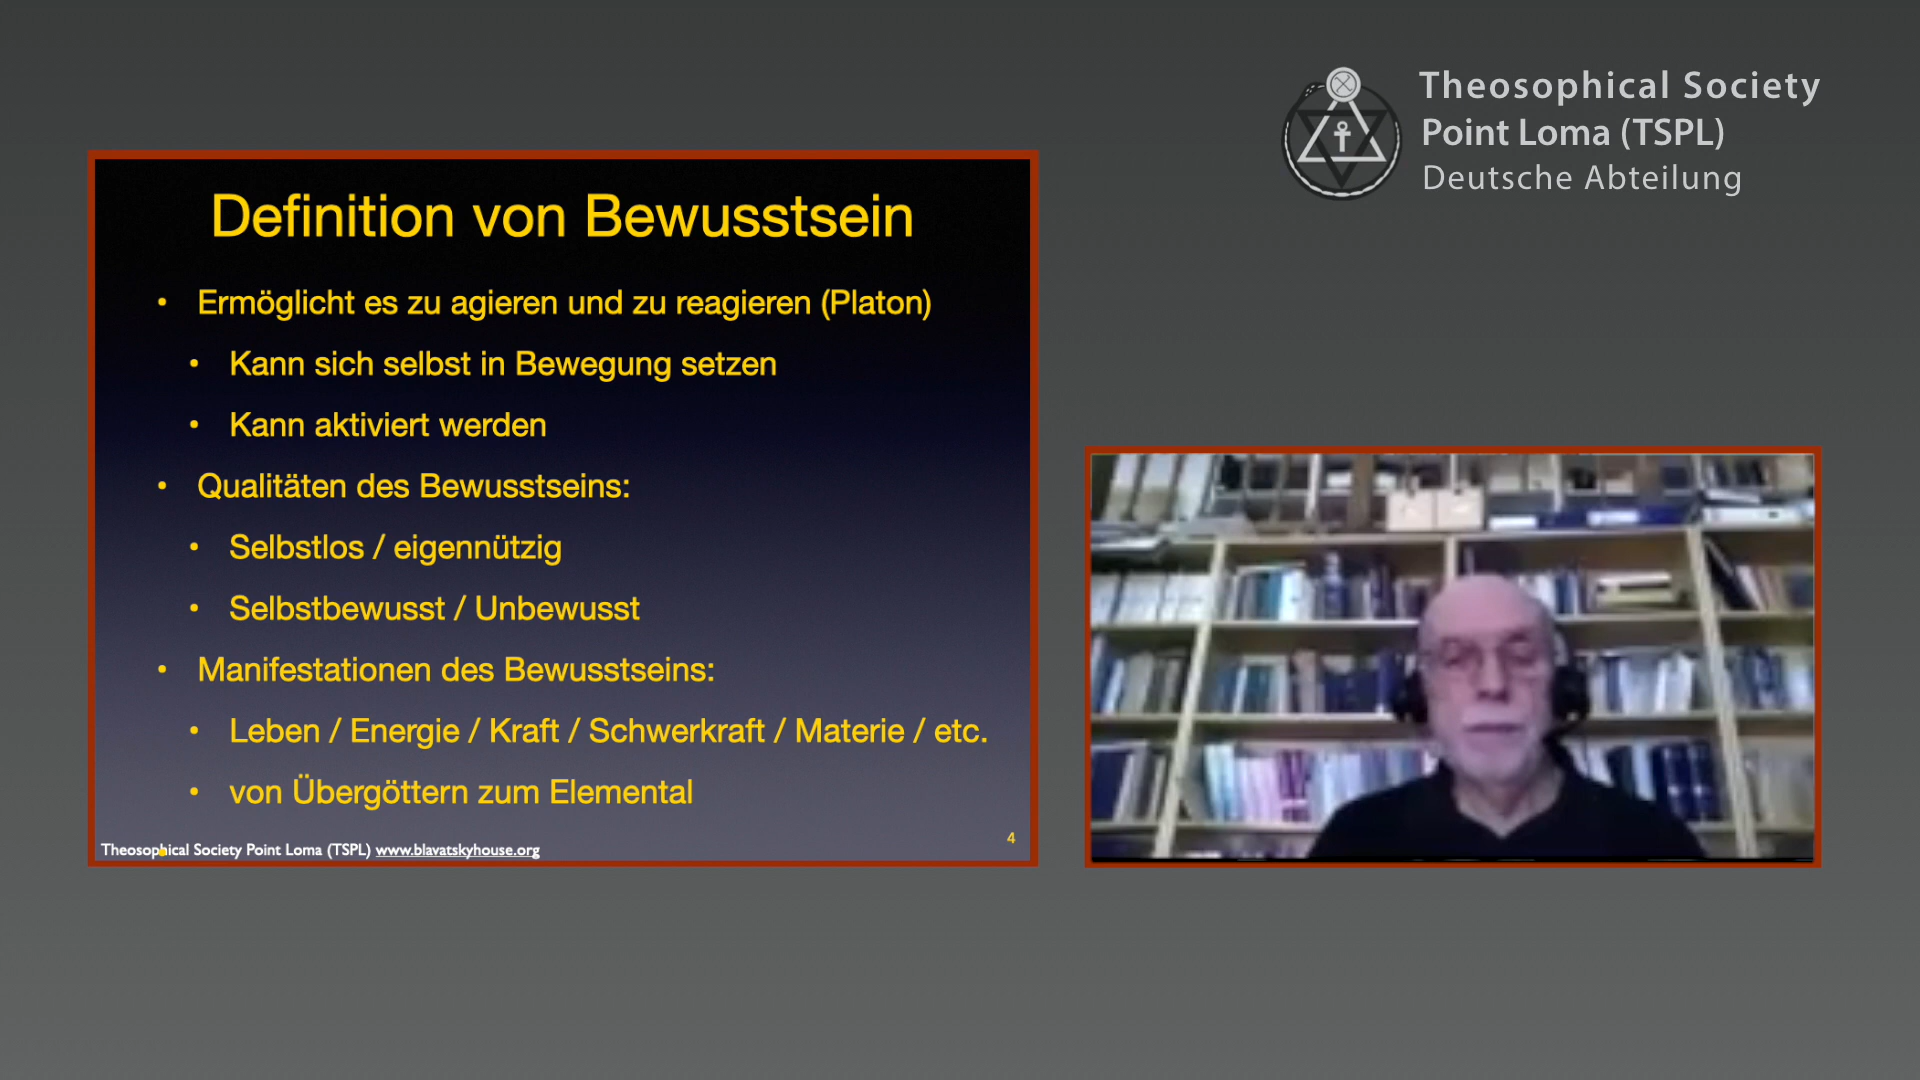 Theosophical Society
Point Loma (TSPL)
Deutsche Abteilung
Definition von Bewusstsein
• Ermöglicht es zu agieren und zu reagieren (Platon)
• Kann sich selbst in Bewegung setzen
• Kann aktiviert werden
• Qualitäten des Bewusstseins:
• Selbstlos / eigennützig
• Selbstbewusst / Unbewusst
• Manifestationen des Bewusstseins:
• Leben / Energie / Kraft / Schwerkraft / Materie / etc.
• von Übergöttern zum Elemental
Theosophical Society Point Loma (TSPL) www.blavatskyhouse.org
4